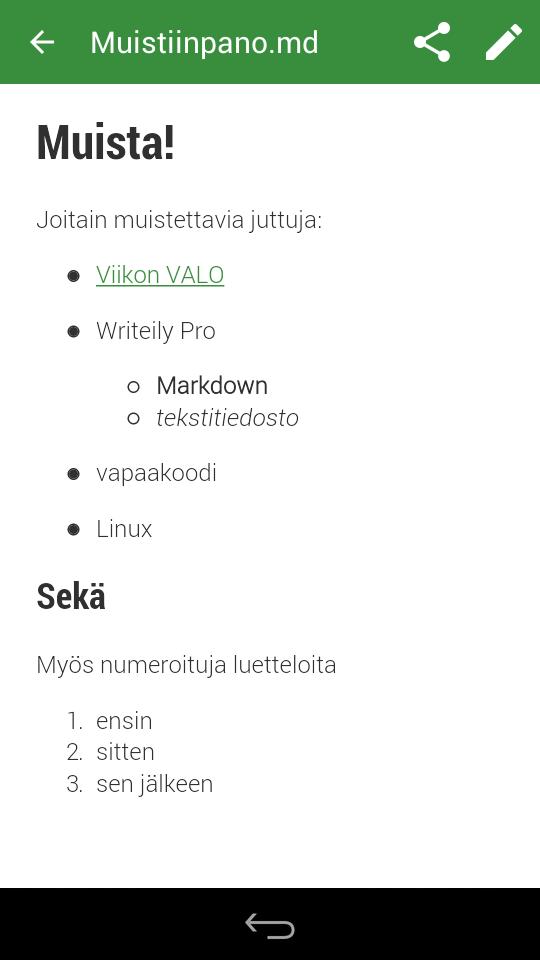 Muistiinpano.md
Muista!
Joitain muistettavia juttuja:
Viikon VALO
Writeily Pro
Markdown
tekstitiedosto
vapaakoodi
Linux
Sekä
Myös numeroituja luetteloita
1. ensin
2. sitten
3. sen jälkeen